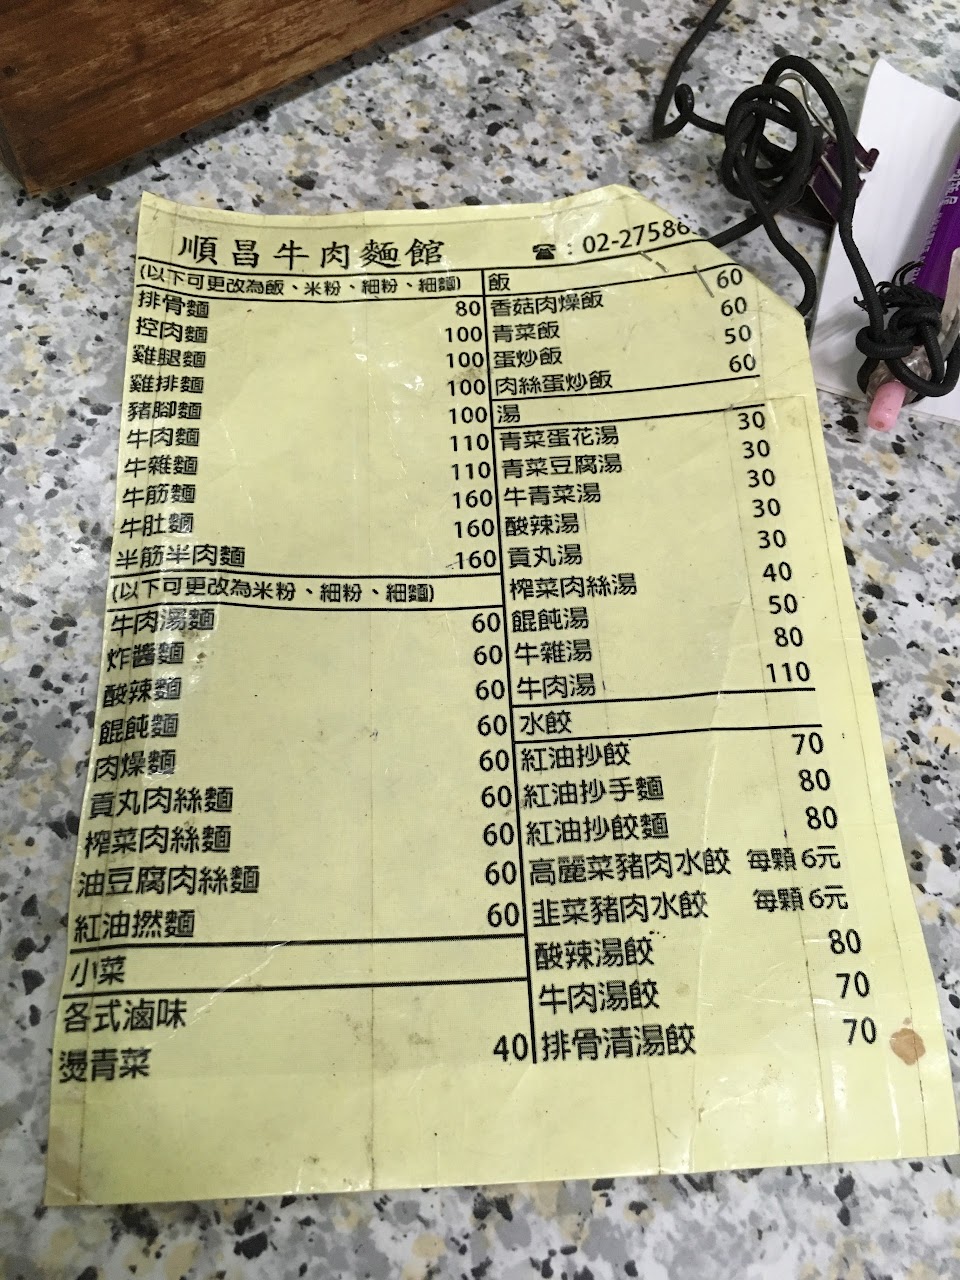 順昌牛肉麵館 ☎:02-27586
(以下可更改為飯、米粉、細粉、細麵)
排骨麵 80
控肉麵 100
雞腿麵 100
雞排麵 100
豬腳麵 100
牛肉麵 110
牛雜麵 110
牛筋麵 160
牛肚麵 160
半筋半肉麵 160
(以下可更改為米粉、細粉、細麵)
牛肉湯麵 60
炸醬麵 60
酸辣麵 60
餛飩麵 60
肉燥麵 60
貢丸肉絲麵 60
榨菜肉絲麵 60
油豆腐肉絲麵 60
紅油撚麵 60
小菜
各式滷味
燙青菜 40
飯
香菇肉燥飯 60
青菜飯 60
蛋炒飯 50
肉絲蛋炒飯 60
湯
青菜蛋花湯 30
青菜豆腐湯 30
牛青菜湯 30
酸辣湯 30
貢丸湯 30
榨菜肉絲湯 40
餛飩湯 50
牛雜湯 80
牛肉湯 110
水餃
紅油抄餃 70
紅油抄手麵 80
紅油抄餃麵 80
高麗菜豬肉水餃 每顆6元
韭菜豬肉水餃 每顆6元
酸辣湯餃 80
牛肉湯餃 70
排骨清湯餃 70